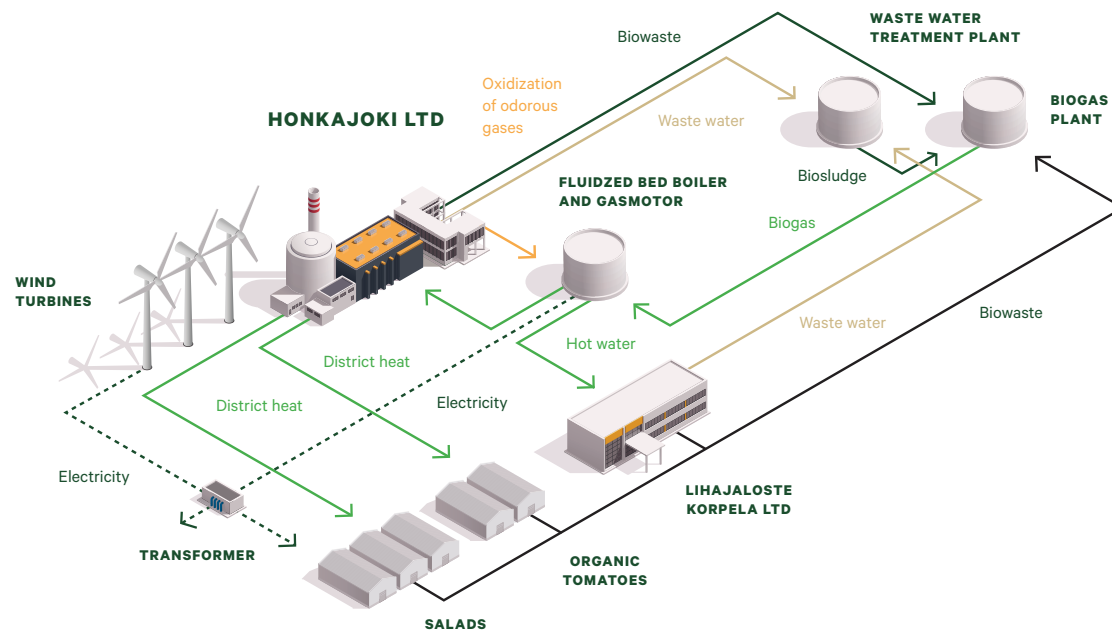 WASTE WATER
TREATMENT PLANT
Biowaste
Oxidization
of odorous
gases
HONKAJOKI LTD
Waste water
BIOGAS
PLANT
Biosludge
FLUIDZED BED BOILER
AND GASMOTOR
Biogas
WIND
TURBINES
Waste water
Biowaste
Hot water
District heat
District heat
Electricity
Electricity
LIHAJALOSTE
KORPELA LTD
TRANSFORMER
ORGANIC
TOMATOES
SALADS